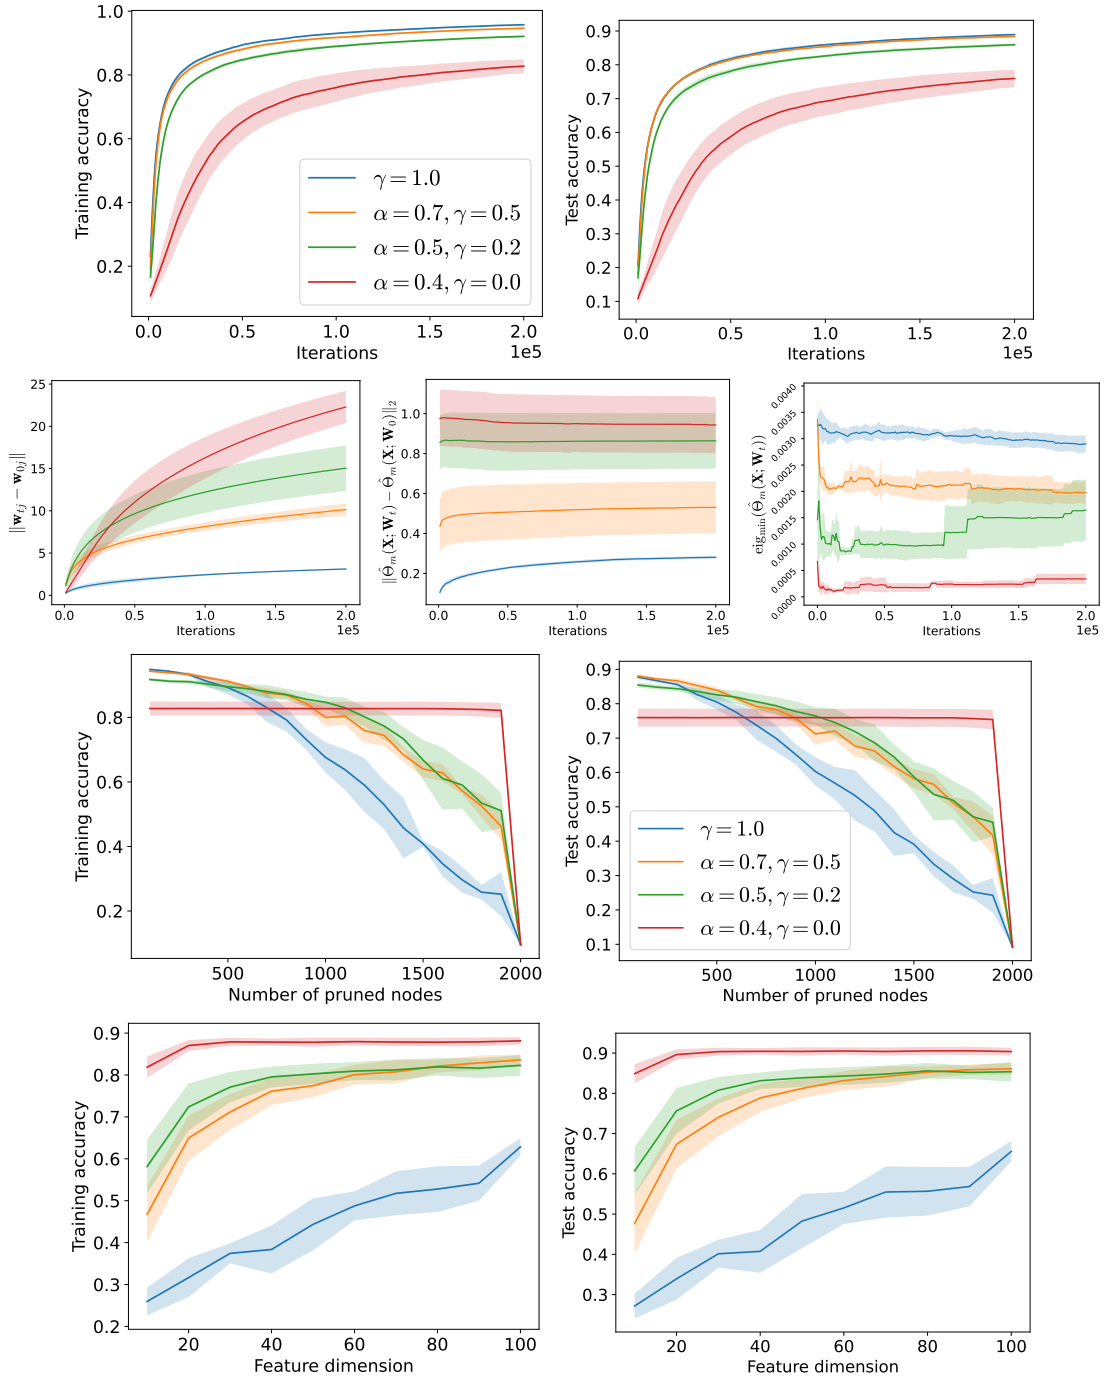 1.0
0.8
0.6
0.4
0.2
Training accuracy
γ = 1.0
α = 0.7, γ = 0.5
α = 0.5, γ = 0.2
α = 0.4, γ = 0.0
0.0 0.5 1.0 1.5 2.0
Iterations
1e5
0.9
0.8
0.7
0.6
0.5
0.4
0.3
0.2
0.1
Test accuracy
0.0 0.5 1.0 1.5 2.0
Iterations
1e5
25
20
15
10
5
0
‖w_{tj} − w_{0j}‖
0.0 0.5 1.0 1.5 2.0
Iterations
1e5
1.0
0.8
0.6
0.4
0.2
‖Θ̂_m(X; W_t) − Θ̂_m(X; W_0)‖_2
0.0 0.5 1.0 1.5 2.0
Iterations
1e5
0.0040
0.0035
0.0030
0.0025
0.0020
0.0015
0.0010
0.0005
0.0000
eig_min(Θ̂_m(X; W_t))
0.0 0.5 1.0 1.5 2.0
Iterations
1e5
0.8
0.6
0.4
0.2
Training accuracy
500 1000 1500 2000
Number of pruned nodes
0.9
0.8
0.7
0.6
0.5
0.4
0.3
0.2
0.1
Test accuracy
γ = 1.0
α = 0.7, γ = 0.5
α = 0.5, γ = 0.2
α = 0.4, γ = 0.0
500 1000 1500 2000
Number of pruned nodes
0.9
0.8
0.7
0.6
0.5
0.4
0.3
0.2
Training accuracy
20 40 60 80 100
Feature dimension
0.9
0.8
0.7
0.6
0.5
0.4
0.3
Test accuracy
20 40 60 80 100
Feature dimension